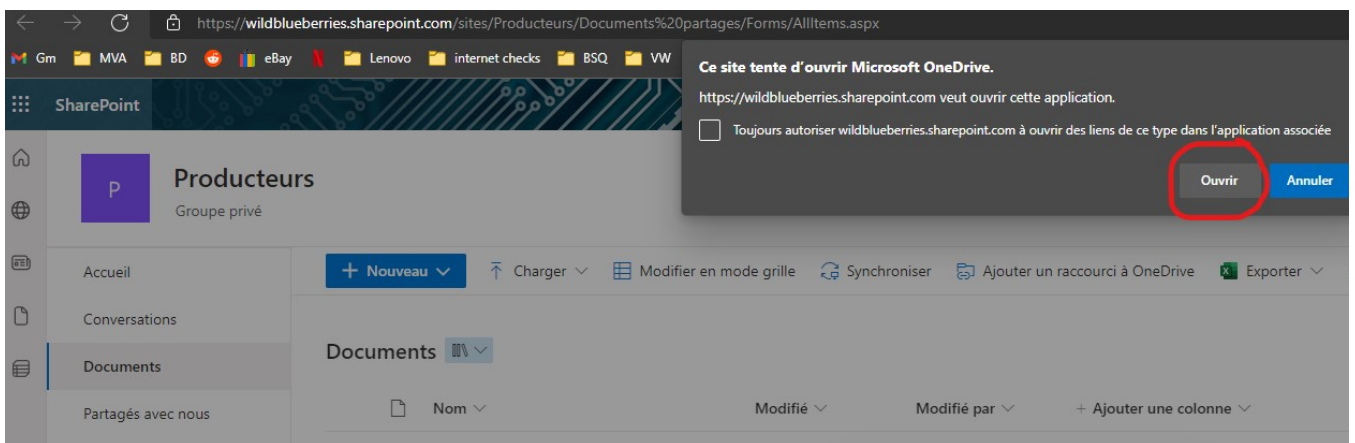 https://wildblueberries.sharepoint.com/sites/Producteurs/Documents%20partages/Forms/AllItems.aspx
Gm MVA BD eBay Lenovo internet checks BSQ VW
Ce site tente d'ouvrir Microsoft OneDrive.
https://wildblueberries.sharepoint.com veut ouvrir cette application.
Toujours autoriser wildblueberries.sharepoint.com à ouvrir des liens de ce type dans l'application associée
Ouvrir Annuler
SharePoint
P
Producteurs
Groupe privé
Accueil
Conversations
Documents
Partagés avec nous
+ Nouveau Charger Modifier en mode grille Synchroniser Ajouter un raccourci à OneDrive Exporter
Documents
Nom Modifié Modifié par + Ajouter une colonne